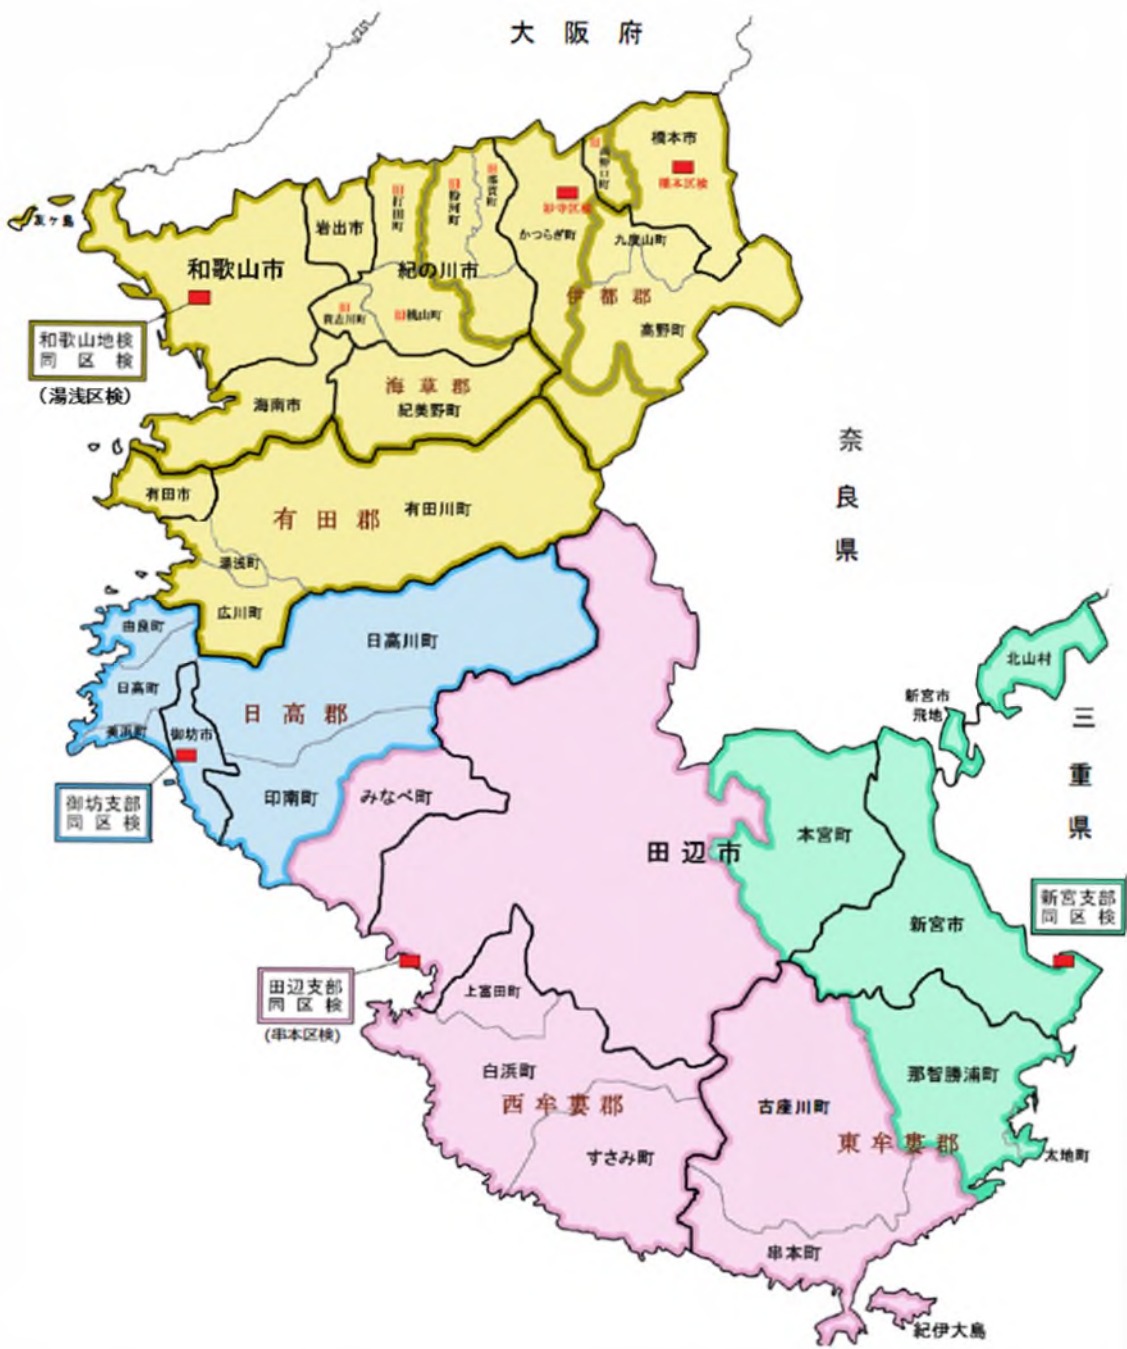 大阪府
橋本市
橋本区検
旧高野口町
妙寺区検
かつらぎ町
九度山町
旧那賀町
旧粉河町
旧打田町
岩出市
友ヶ島
和歌山市
紀の川市
伊都郡
高野町
旧貴志川町
旧桃山町
和歌山地検
同区検
(湯浅区検)
海草郡
紀美野町
海南市
奈良県
有田市
有田郡
有田川町
湯浅町
広川町
由良町
日高川町
日高町
日高郡
美浜町
御坊市
御坊支部
同区検
印南町
みなべ町
北山村
新宮市
飛地
三重県
田辺市
本宮町
新宮市
新宮支部
同区検
田辺支部
同区検
(串本区検)
上富田町
白浜町
西牟婁郡
すさみ町
古座川町
那智勝浦町
東牟婁郡
太地町
串本町
紀伊大島